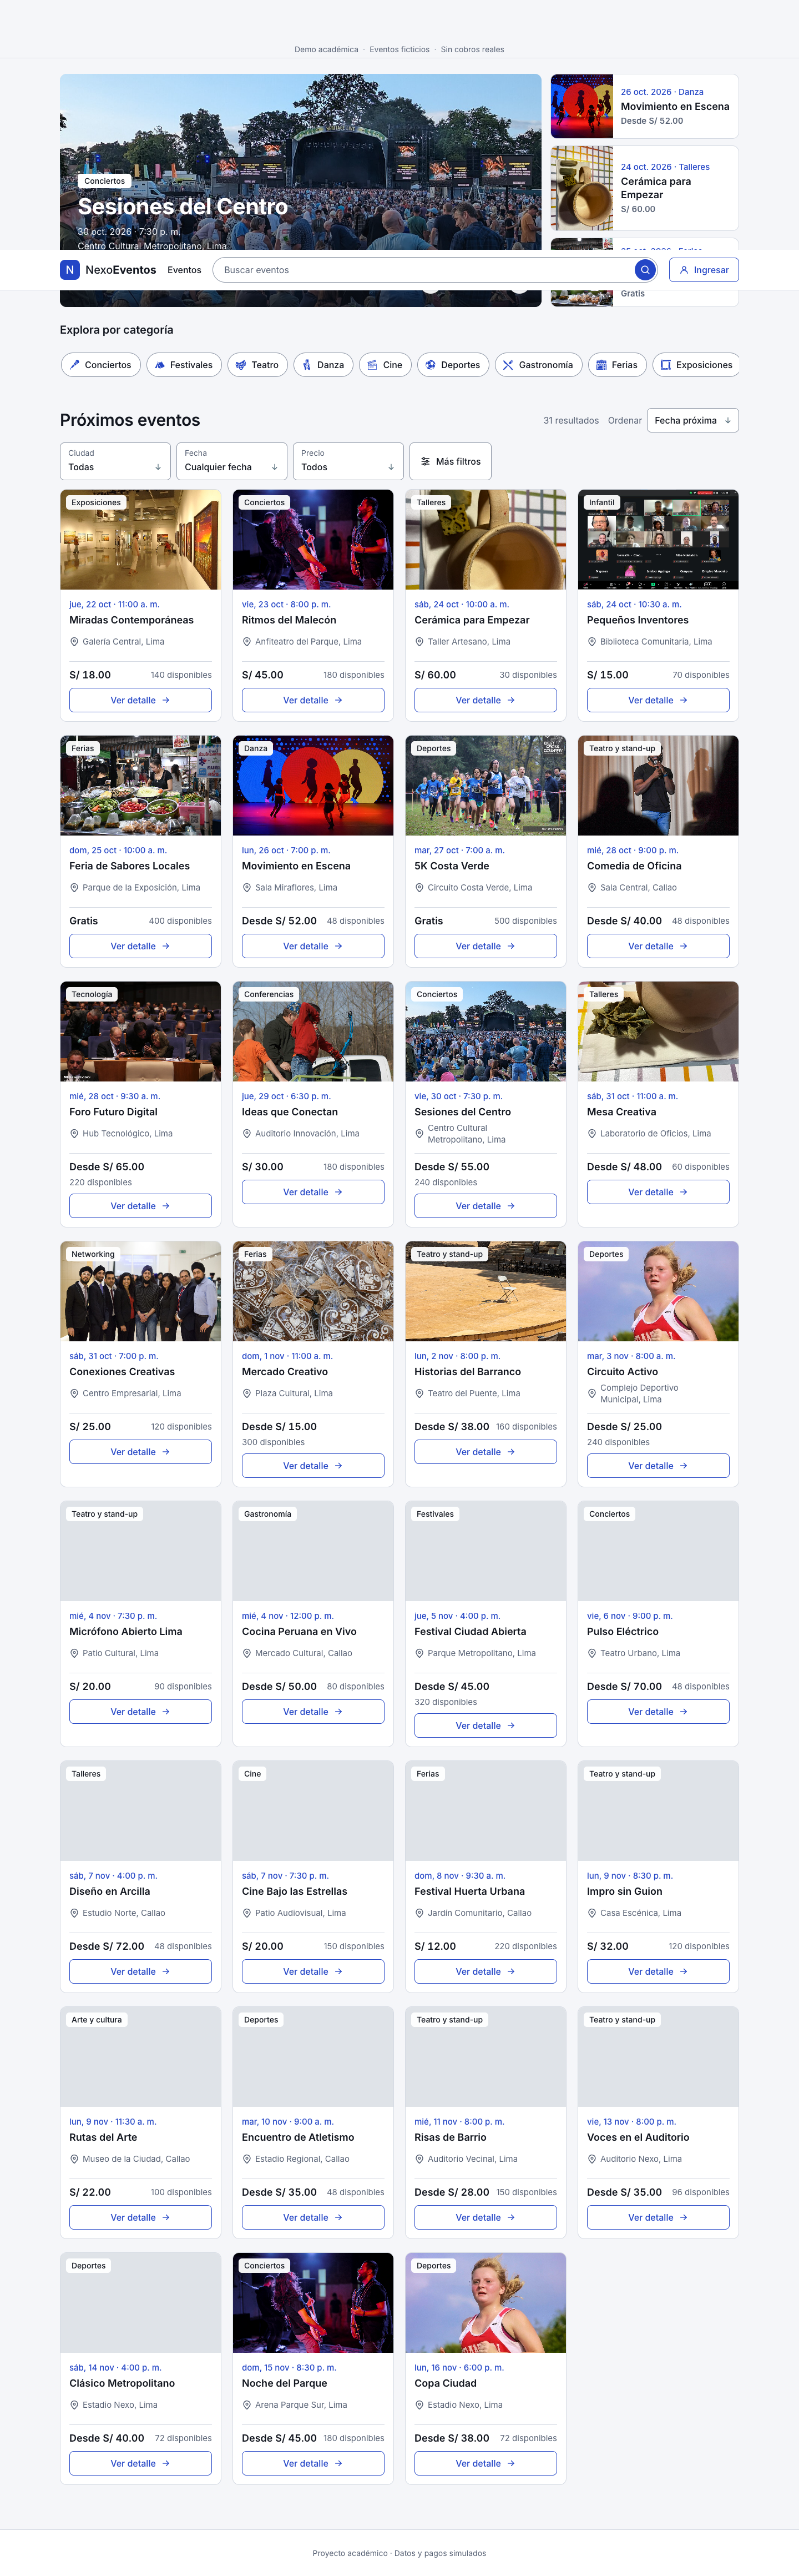 Demo académica · Eventos ficticios · Sin cobros reales
Conciertos
Sesiones del Centro
30 oct. 2026 · 7:30 p. m.
Centro Cultural Metropolitano, Lima
26 oct. 2026 · Danza
Movimiento en Escena
Desde S/ 52.00
24 oct. 2026 · Talleres
Cerámica para
Empezar
S/ 60.00
N NexoEventos Eventos Buscar eventos Ingresar
Gratis
Explora por categoría
Conciertos Festivales Teatro Danza Cine Deportes Gastronomía Ferias Exposiciones
Próximos eventos
31 resultados Ordenar Fecha próxima
Ciudad Fecha Precio
Todas Cualquier fecha Todos Más filtros
Exposiciones
jue, 22 oct · 11:00 a. m.
Miradas Contemporáneas
Galería Central, Lima
S/ 18.00 140 disponibles
Ver detalle
Conciertos
vie, 23 oct · 8:00 p. m.
Ritmos del Malecón
Anfiteatro del Parque, Lima
S/ 45.00 180 disponibles
Ver detalle
Talleres
sáb, 24 oct · 10:00 a. m.
Cerámica para Empezar
Taller Artesano, Lima
S/ 60.00 30 disponibles
Ver detalle
Infantil
sáb, 24 oct · 10:30 a. m.
Pequeños Inventores
Biblioteca Comunitaria, Lima
S/ 15.00 70 disponibles
Ver detalle
Ferias
dom, 25 oct · 10:00 a. m.
Feria de Sabores Locales
Parque de la Exposición, Lima
Gratis 400 disponibles
Ver detalle
Danza
lun, 26 oct · 7:00 p. m.
Movimiento en Escena
Sala Miraflores, Lima
Desde S/ 52.00 48 disponibles
Ver detalle
Deportes
mar, 27 oct · 7:00 a. m.
5K Costa Verde
Circuito Costa Verde, Lima
Gratis 500 disponibles
Ver detalle
Teatro y stand-up
mié, 28 oct · 9:00 p. m.
Comedia de Oficina
Sala Central, Callao
Desde S/ 40.00 48 disponibles
Ver detalle
Tecnología
mié, 28 oct · 9:30 a. m.
Foro Futuro Digital
Hub Tecnológico, Lima
Desde S/ 65.00
220 disponibles
Ver detalle
Conferencias
jue, 29 oct · 6:30 p. m.
Ideas que Conectan
Auditorio Innovación, Lima
S/ 30.00 180 disponibles
Ver detalle
Conciertos
vie, 30 oct · 7:30 p. m.
Sesiones del Centro
Centro Cultural
Metropolitano, Lima
Desde S/ 55.00
240 disponibles
Ver detalle
Talleres
sáb, 31 oct · 11:00 a. m.
Mesa Creativa
Laboratorio de Oficios, Lima
Desde S/ 48.00 60 disponibles
Ver detalle
Networking
sáb, 31 oct · 7:00 p. m.
Conexiones Creativas
Centro Empresarial, Lima
S/ 25.00 120 disponibles
Ver detalle
Ferias
dom, 1 nov · 11:00 a. m.
Mercado Creativo
Plaza Cultural, Lima
Desde S/ 15.00
300 disponibles
Ver detalle
Teatro y stand-up
lun, 2 nov · 8:00 p. m.
Historias del Barranco
Teatro del Puente, Lima
Desde S/ 38.00 160 disponibles
Ver detalle
Deportes
mar, 3 nov · 8:00 a. m.
Circuito Activo
Complejo Deportivo
Municipal, Lima
Desde S/ 25.00
240 disponibles
Ver detalle
Teatro y stand-up
mié, 4 nov · 7:30 p. m.
Micrófono Abierto Lima
Patio Cultural, Lima
S/ 20.00 90 disponibles
Ver detalle
Gastronomía
mié, 4 nov · 12:00 p. m.
Cocina Peruana en Vivo
Mercado Cultural, Callao
Desde S/ 50.00 80 disponibles
Ver detalle
Festivales
jue, 5 nov · 4:00 p. m.
Festival Ciudad Abierta
Parque Metropolitano, Lima
Desde S/ 45.00
320 disponibles
Ver detalle
Conciertos
vie, 6 nov · 9:00 p. m.
Pulso Eléctrico
Teatro Urbano, Lima
Desde S/ 70.00 48 disponibles
Ver detalle
Talleres
sáb, 7 nov · 4:00 p. m.
Diseño en Arcilla
Estudio Norte, Callao
Desde S/ 72.00 48 disponibles
Ver detalle
Cine
sáb, 7 nov · 7:30 p. m.
Cine Bajo las Estrellas
Patio Audiovisual, Lima
S/ 20.00 150 disponibles
Ver detalle
Ferias
dom, 8 nov · 9:30 a. m.
Festival Huerta Urbana
Jardín Comunitario, Callao
S/ 12.00 220 disponibles
Ver detalle
Teatro y stand-up
lun, 9 nov · 8:30 p. m.
Impro sin Guion
Casa Escénica, Lima
S/ 32.00 120 disponibles
Ver detalle
Arte y cultura
lun, 9 nov · 11:30 a. m.
Rutas del Arte
Museo de la Ciudad, Callao
S/ 22.00 100 disponibles
Ver detalle
Deportes
mar, 10 nov · 9:00 a. m.
Encuentro de Atletismo
Estadio Regional, Callao
Desde S/ 35.00 48 disponibles
Ver detalle
Teatro y stand-up
mié, 11 nov · 8:00 p. m.
Risas de Barrio
Auditorio Vecinal, Lima
Desde S/ 28.00 150 disponibles
Ver detalle
Teatro y stand-up
vie, 13 nov · 8:00 p. m.
Voces en el Auditorio
Auditorio Nexo, Lima
Desde S/ 35.00 96 disponibles
Ver detalle
Deportes
sáb, 14 nov · 4:00 p. m.
Clásico Metropolitano
Estadio Nexo, Lima
Desde S/ 40.00 72 disponibles
Ver detalle
Conciertos
dom, 15 nov · 8:30 p. m.
Noche del Parque
Arena Parque Sur, Lima
Desde S/ 45.00 180 disponibles
Ver detalle
Deportes
lun, 16 nov · 6:00 p. m.
Copa Ciudad
Estadio Nexo, Lima
Desde S/ 38.00 72 disponibles
Ver detalle
Proyecto académico · Datos y pagos simulados